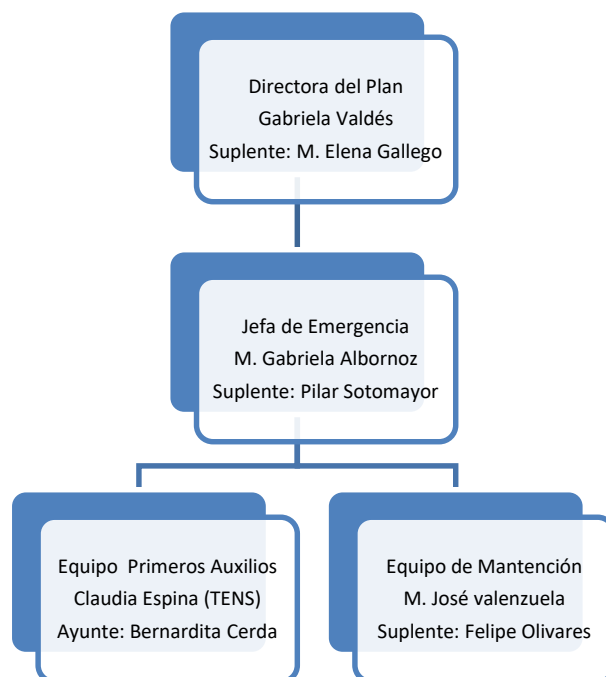 Directora del Plan
Gabriela Valdés
Suplente: M. Elena Gallego
Jefa de Emergencia
M. Gabriela Albornoz
Suplente: Pilar Sotomayor
Equipo Primeros Auxilios
Claudia Espina (TENS)
Ayunte: Bernardita Cerda
Equipo de Mantención
M. José valenzuela
Suplente: Felipe Olivares